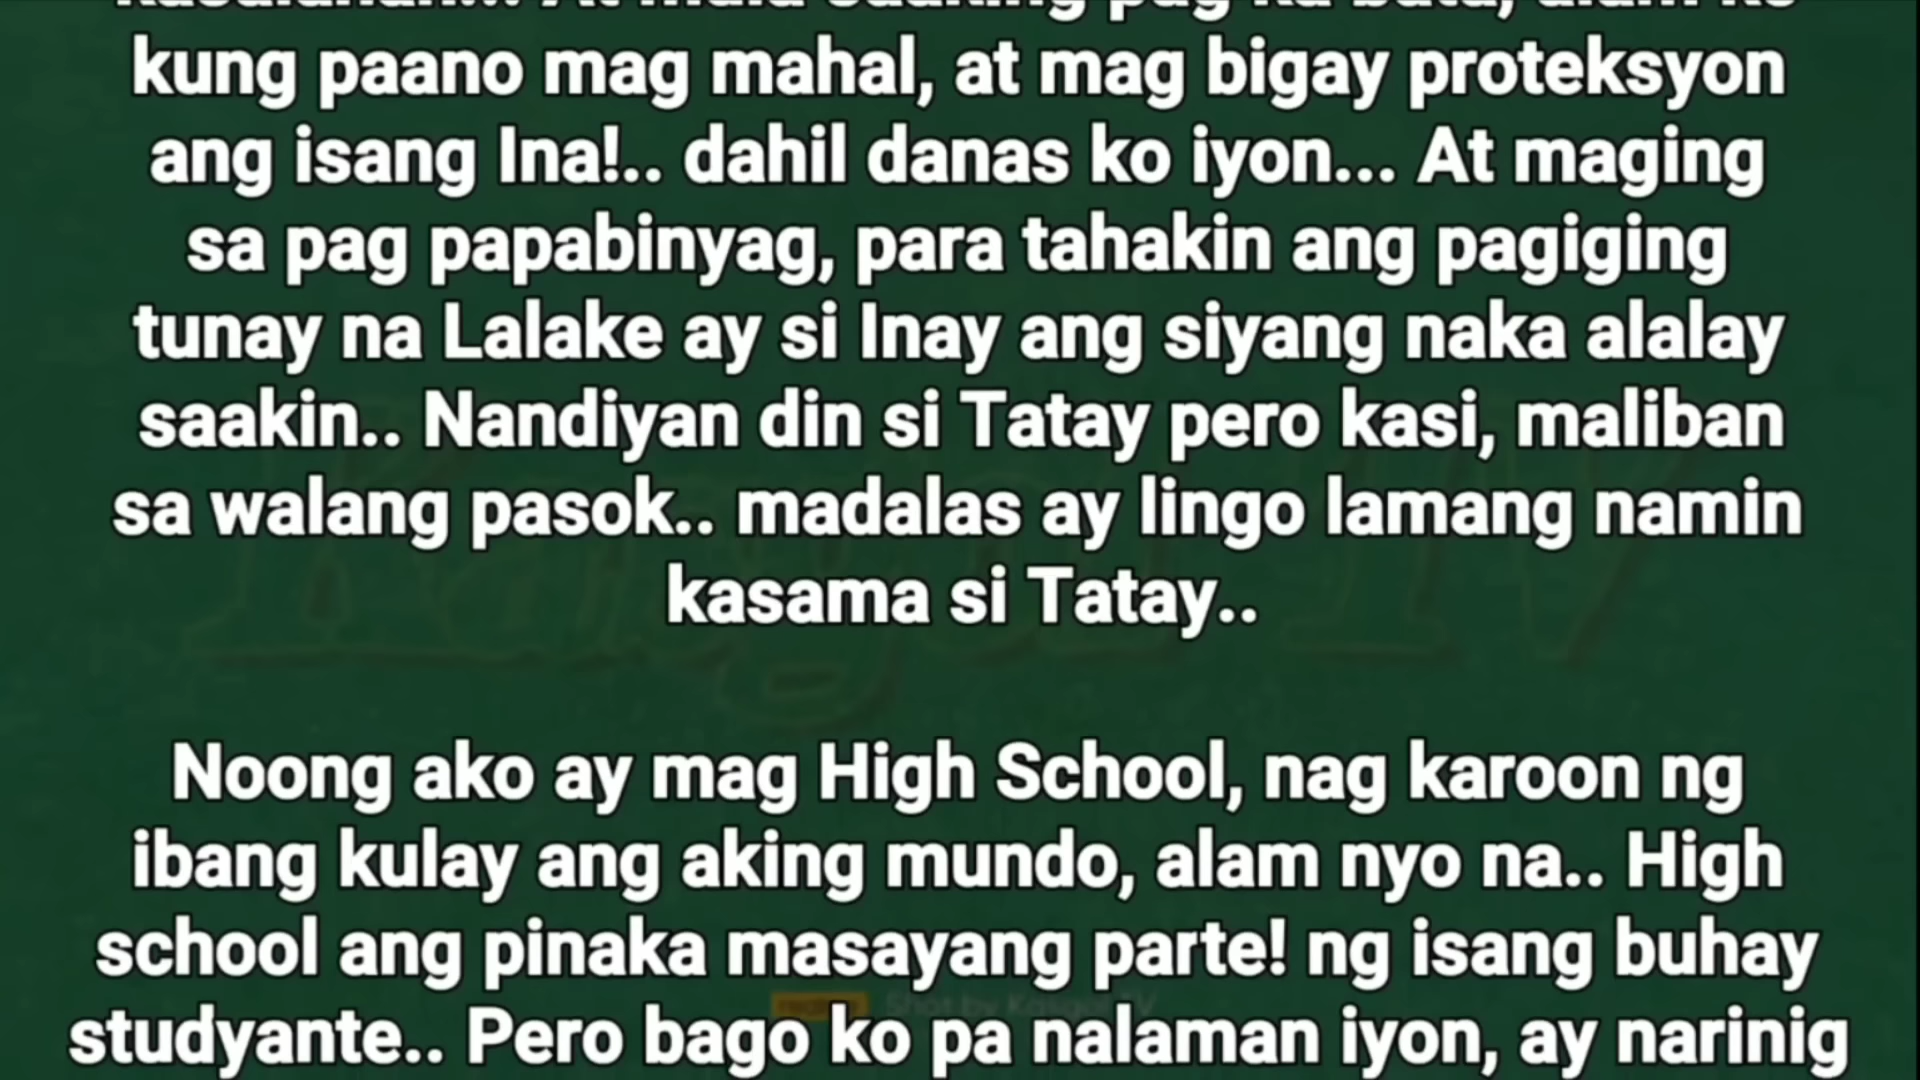 kung paano mag mahal, at mag bigay proteksyon
ang isang Ina!.. dahil danas ko iyon... At maging
sa pag papabinyag, para tahakin ang pagiging
tunay na Lalake ay si Inay ang siyang naka alalay
saakin.. Nandiyan din si Tatay pero kasi, maliban
sa walang pasok.. madalas ay lingo lamang namin
kasama si Tatay..
Noong ako ay mag High School, nag karoon ng
ibang kulay ang aking mundo, alam nyo na.. High
school ang pinaka masayang parte! ng isang buhay
studyante.. Pero bago ko pa nalaman iyon, ay narinig